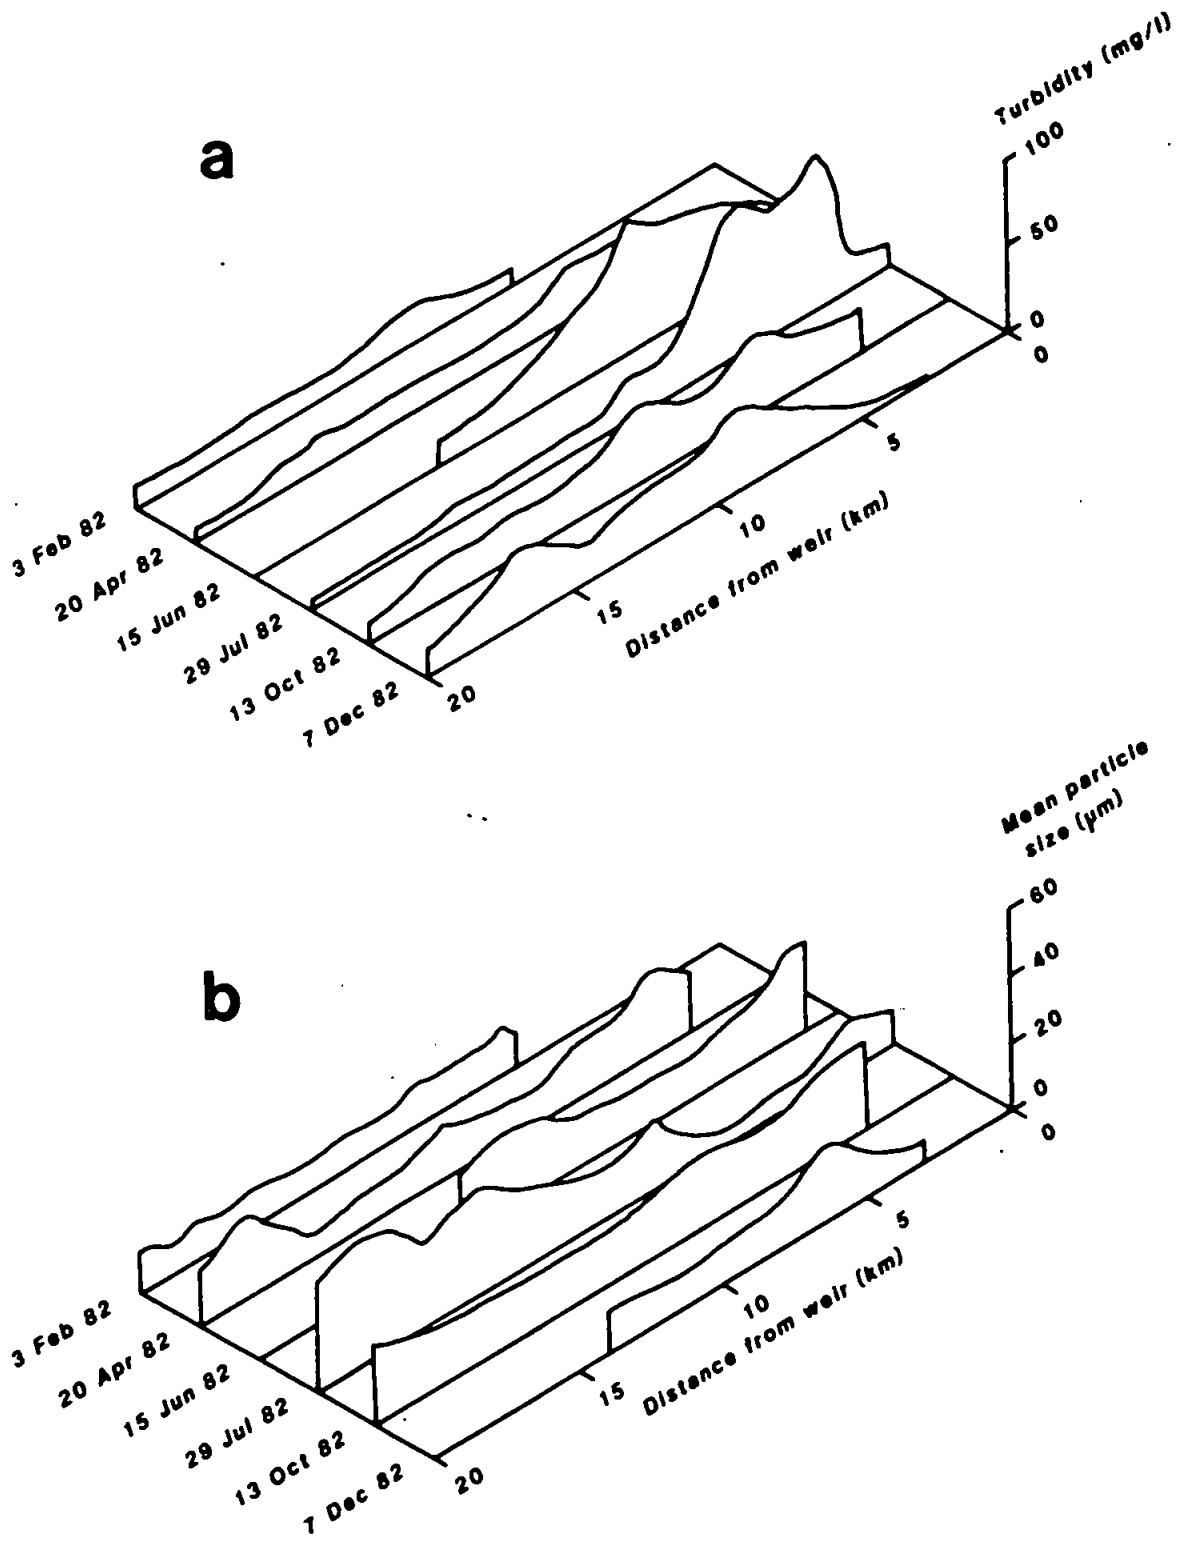 a
Turbidity (mg/l)
100
50
0
0
5
10
15
20
Distance from weir (km)
3 Feb 82
20 Apr 82
15 Jun 82
29 Jul 82
13 Oct 82
7 Dec 82
b
Mean particle
size (µm)
60
40
20
0
0
5
10
15
20
Distance from weir (km)
3 Feb 82
20 Apr 82
15 Jun 82
29 Jul 82
13 Oct 82
7 Dec 82